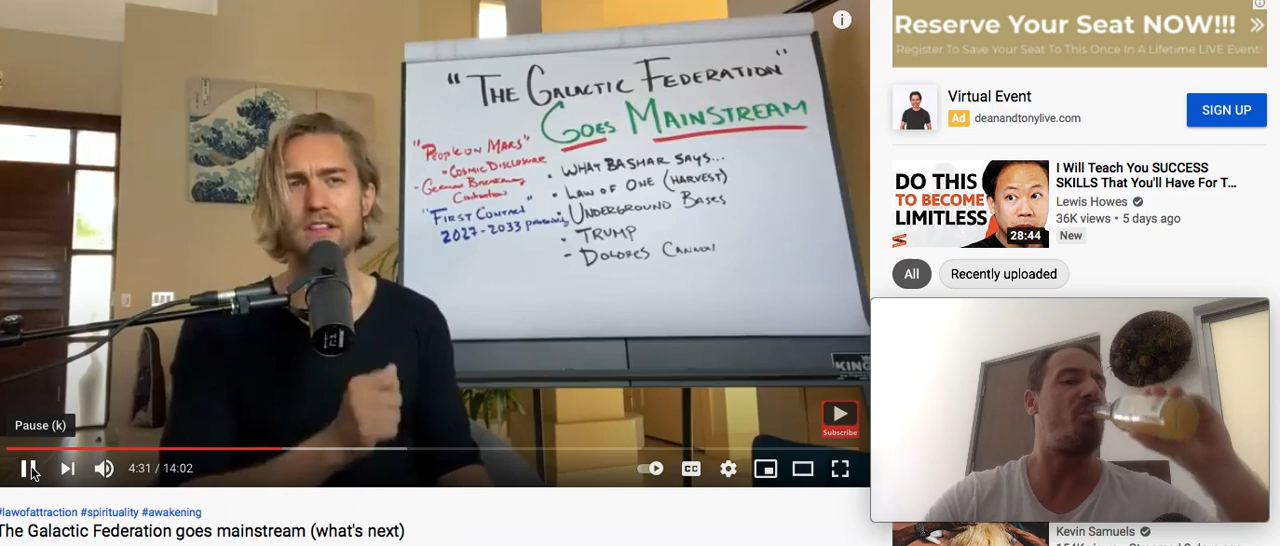 "THE GALACTIC FEDERATION"
GOES MAINSTREAM
"PEOPLE ON MARS"
• COSMIC DISCLOSURE
- GERMAN BREAKAWAY
"FIRST CONTACT"
2027-2033
• WHAT BASHAR SAYS...
• LAW OF ONE (HARVEST)
• UNDERGROUND BASES
• TRUMP
- DOLORES CANNON
KING
Subscribe
Pause (k)
4:31 / 14:02
CC
#lawofattraction #spirituality #awakening
The Galactic Federation goes mainstream (what's next)
Reserve Your Seat NOW!!!
Register To Save Your Seat To This Once In A Lifetime LIVE Event!
Virtual Event
Ad deanandtonylive.com
SIGN UP
DO THIS
TO BECOME
LIMITLESS
28:44
I Will Teach You SUCCESS
SKILLS That You'll Have For T...
Lewis Howes
36K views • 5 days ago
New
All
Recently uploaded
Kevin Samuels